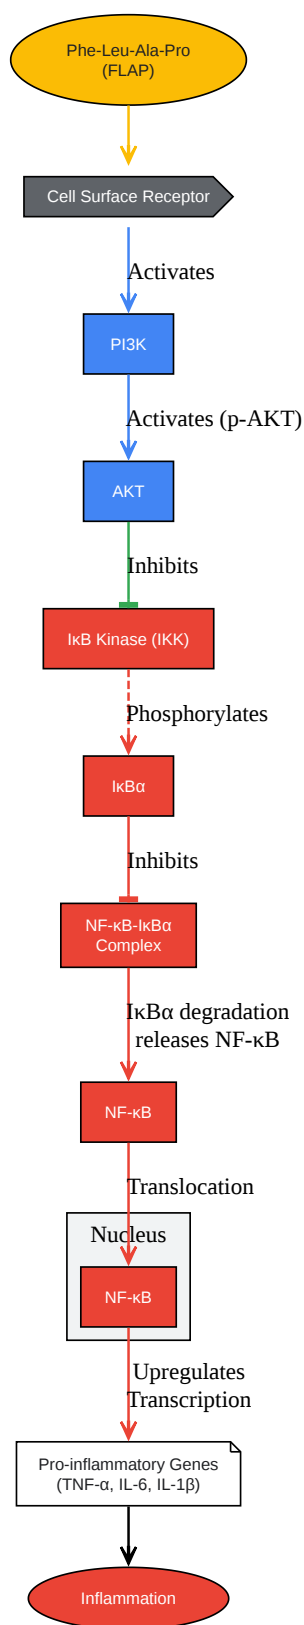 Phe-Leu-Ala-Pro
(FLAP)
Cell Surface Receptor
Activates
PI3K
Activates (p-AKT)
AKT
Inhibits
IκB Kinase (IKK)
Phosphorylates
IκBα
Inhibits
NF-κB-IκBα
Complex
IκBα degradation
releases NF-κB
NF-κB
Translocation
Nucleus
NF-κB
Upregulates
Transcription
Pro-inflammatory Genes
(TNF-α, IL-6, IL-1β)
Inflammation